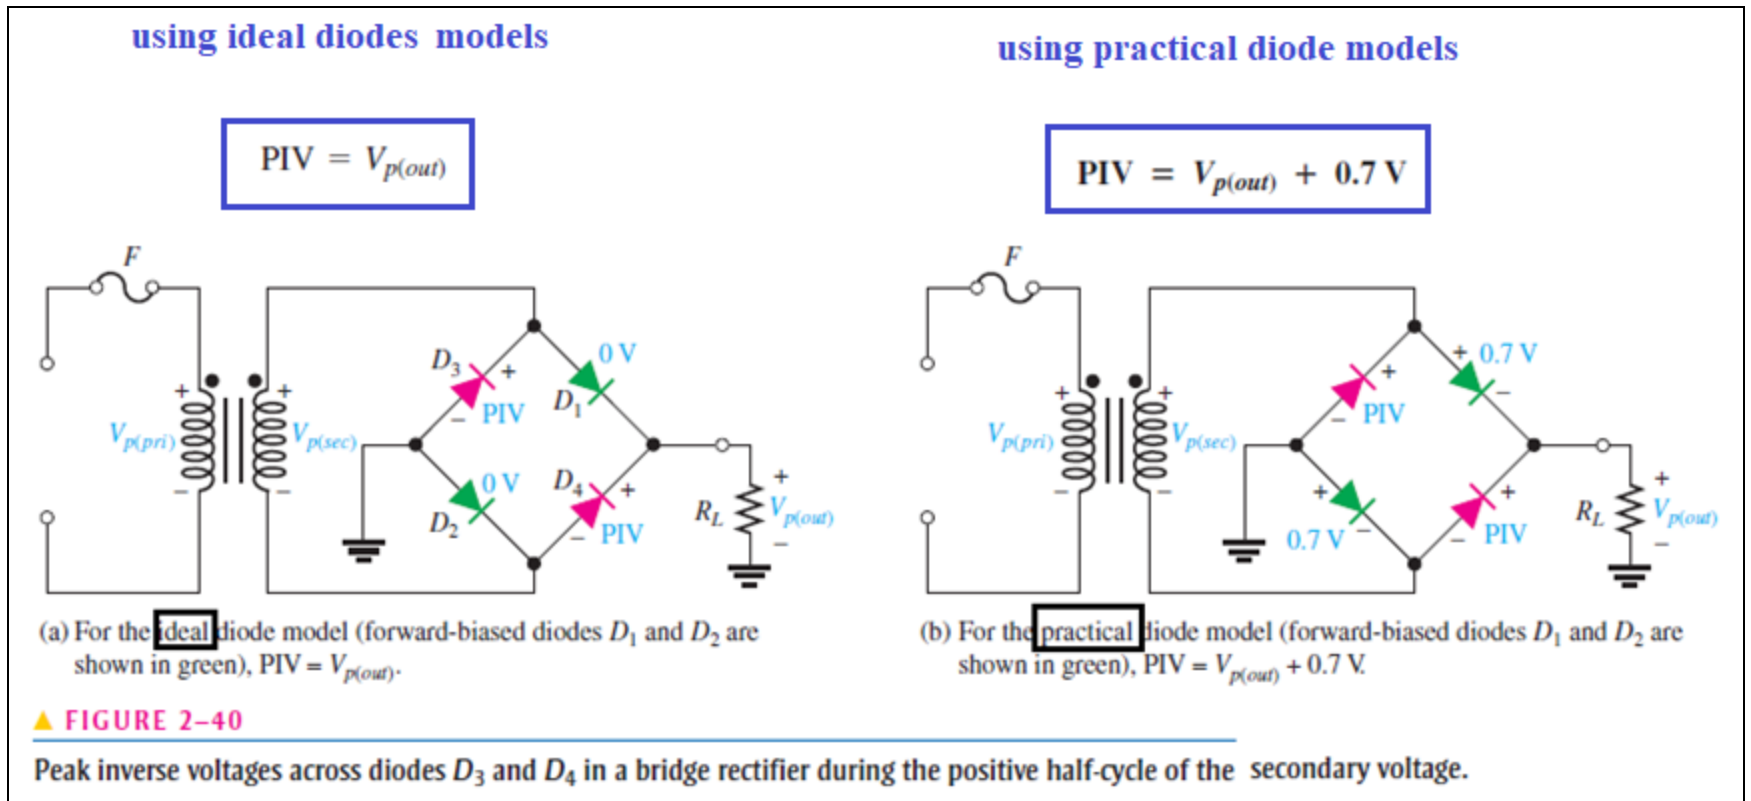 using ideal diodes models
using practical diode models
PIV = Vp(out)
PIV = Vp(out) + 0.7 V
F
D3
+
0 V
D1
PIV
−
+
+
Vp(pri)
Vp(sec)
−
−
0 V
D4
+
D2
−
PIV
RL
+
Vp(out)
−
F
+
0.7 V
+
−
PIV
−
+
+
Vp(pri)
Vp(sec)
−
−
+
−
0.7 V
+
−
PIV
RL
+
Vp(out)
−
(a) For the ideal diode model (forward-biased diodes D1 and D2 are
shown in green), PIV = Vp(out).
(b) For the practical diode model (forward-biased diodes D1 and D2 are
shown in green), PIV = Vp(out) + 0.7 V.
▲ FIGURE 2–40
Peak inverse voltages across diodes D3 and D4 in a bridge rectifier during the positive half-cycle of the secondary voltage.